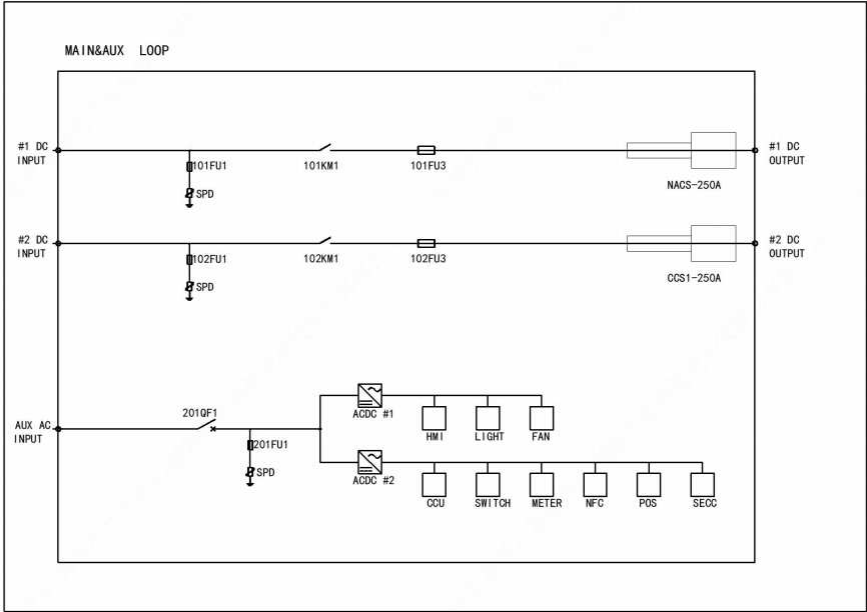 MAIN&AUX LOOP
#1 DC
INPUT
101FU1
SPD
101KM1
101FU3
NACS-250A
#1 DC
OUTPUT
#2 DC
INPUT
102FU1
SPD
102KM1
102FU3
CCS1-250A
#2 DC
OUTPUT
AUX AC
INPUT
201QF1
201FU1
SPD
ACDC #1
HMI
LIGHT
FAN
ACDC #2
CCU
SWITCH
METER
NFC
POS
SECC